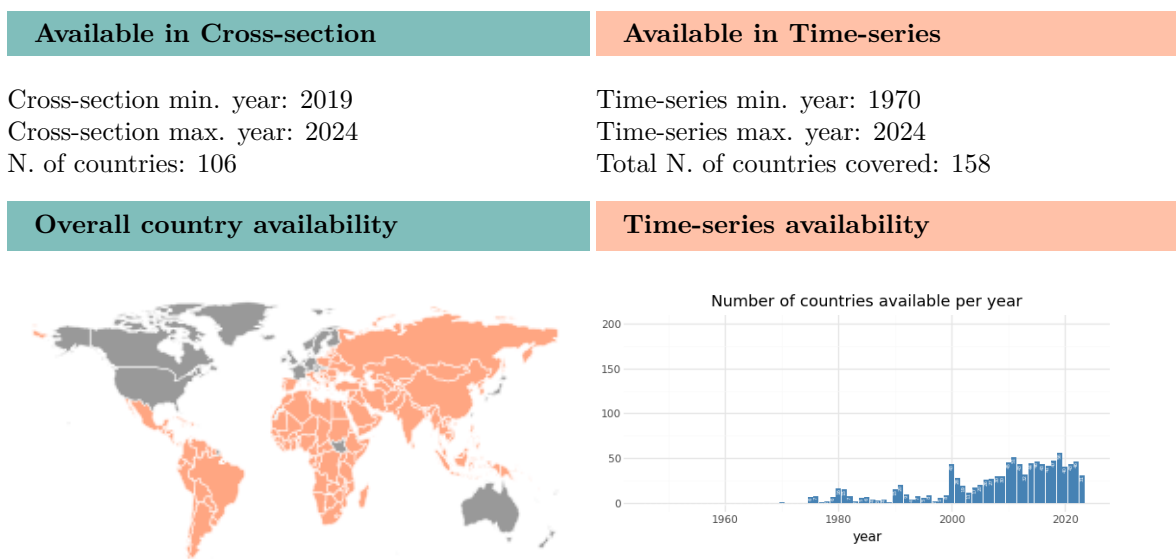 Available in Cross-section
Available in Time-series
Cross-section min. year: 2019
Cross-section max. year: 2024
N. of countries: 106
Time-series min. year: 1970
Time-series max. year: 2024
Total N. of countries covered: 158
Overall country availability
Time-series availability
Number of countries available per year
200
150
100
50
0
1960
1980
2000
2020
year